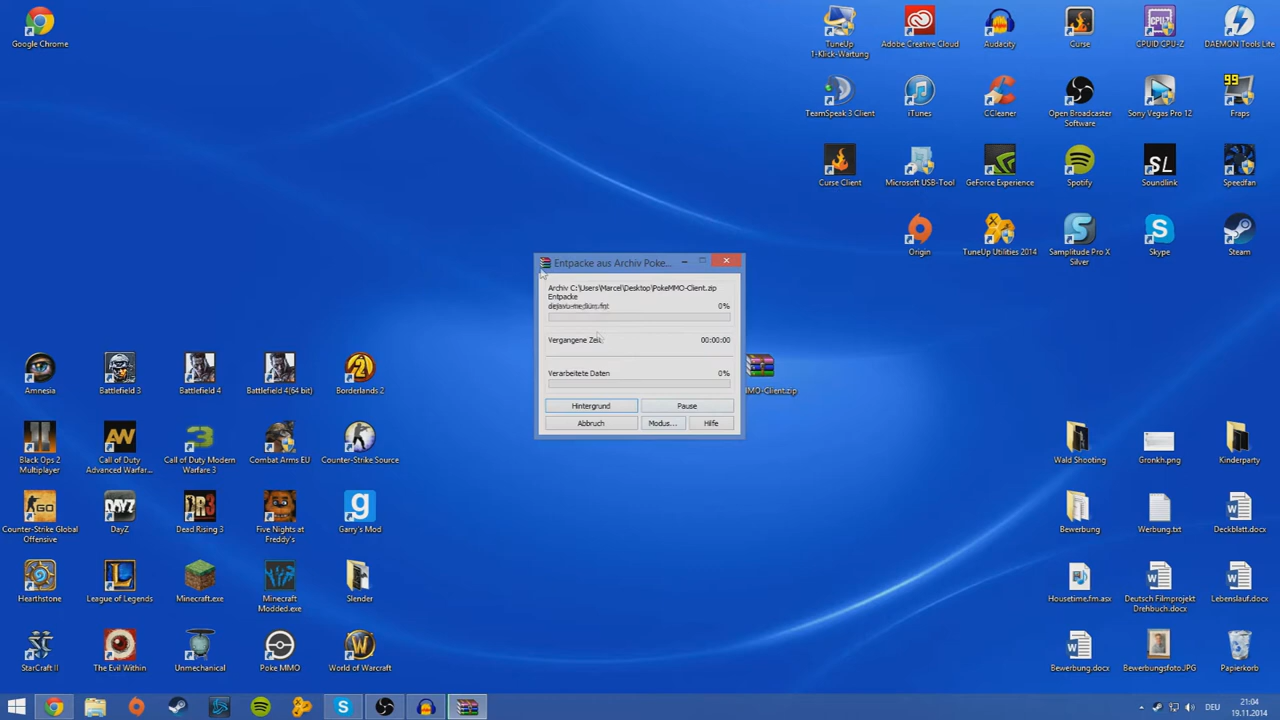 Google Chrome
TuneUp
1-Klick-Wartung
Adobe Creative Cloud
Audacity
Curse
CPUID CPU-Z
DAEMON Tools Lite
TeamSpeak 3 Client
iTunes
CCleaner
Open Broadcaster
Software
Sony Vegas Pro 12
99
Fraps
Curse Client
Microsoft USB-Tool
GeForce Experience
Spotify
SL
Soundlink
Speedfan
Origin
TuneUp Utilities 2014
Samplitude Pro X
Silver
Skype
Steam
Entpacke aus Archiv Poke...
Archiv C:\Users\Marcel\Desktop\PokeMMO-Client.zip
Entpacke
dejavu-medium.fnt
0%
Vergangene Zeit
00:00:00
Verarbeitete Daten
0%
Hintergrund
Pause
Abbruch
Modus...
Hilfe
MMO-Client.zip
Amnesia
Battlefield 3
Battlefield 4
Battlefield 4(64 bit)
Borderlands 2
Black Ops 2
Multiplayer
Call of Duty
Advanced Warfar...
Call of Duty Modern
Warfare 3
Combat Arms EU
Counter-Strike Source
Wald Shooting
Gronkh.png
Kinderparty
Counter-Strike Global
Offensive
DayZ
Dead Rising 3
Five Nights at
Freddy's
Garry's Mod
Bewerbung
Werbung.txt
Deckblatt.docx
Hearthstone
League of Legends
Minecraft.exe
Minecraft
Modded.exe
Slender
Housetime.fm.asx
Deutsch Filmprojekt
Drehbuch.docx
Lebenslauf.docx
StarCraft II
The Evil Within
Unmechanical
Poke MMO
World of Warcraft
Bewerbung.docx
Bewerbungsfoto.JPG
Papierkorb
DEU
21:04
19.11.2014